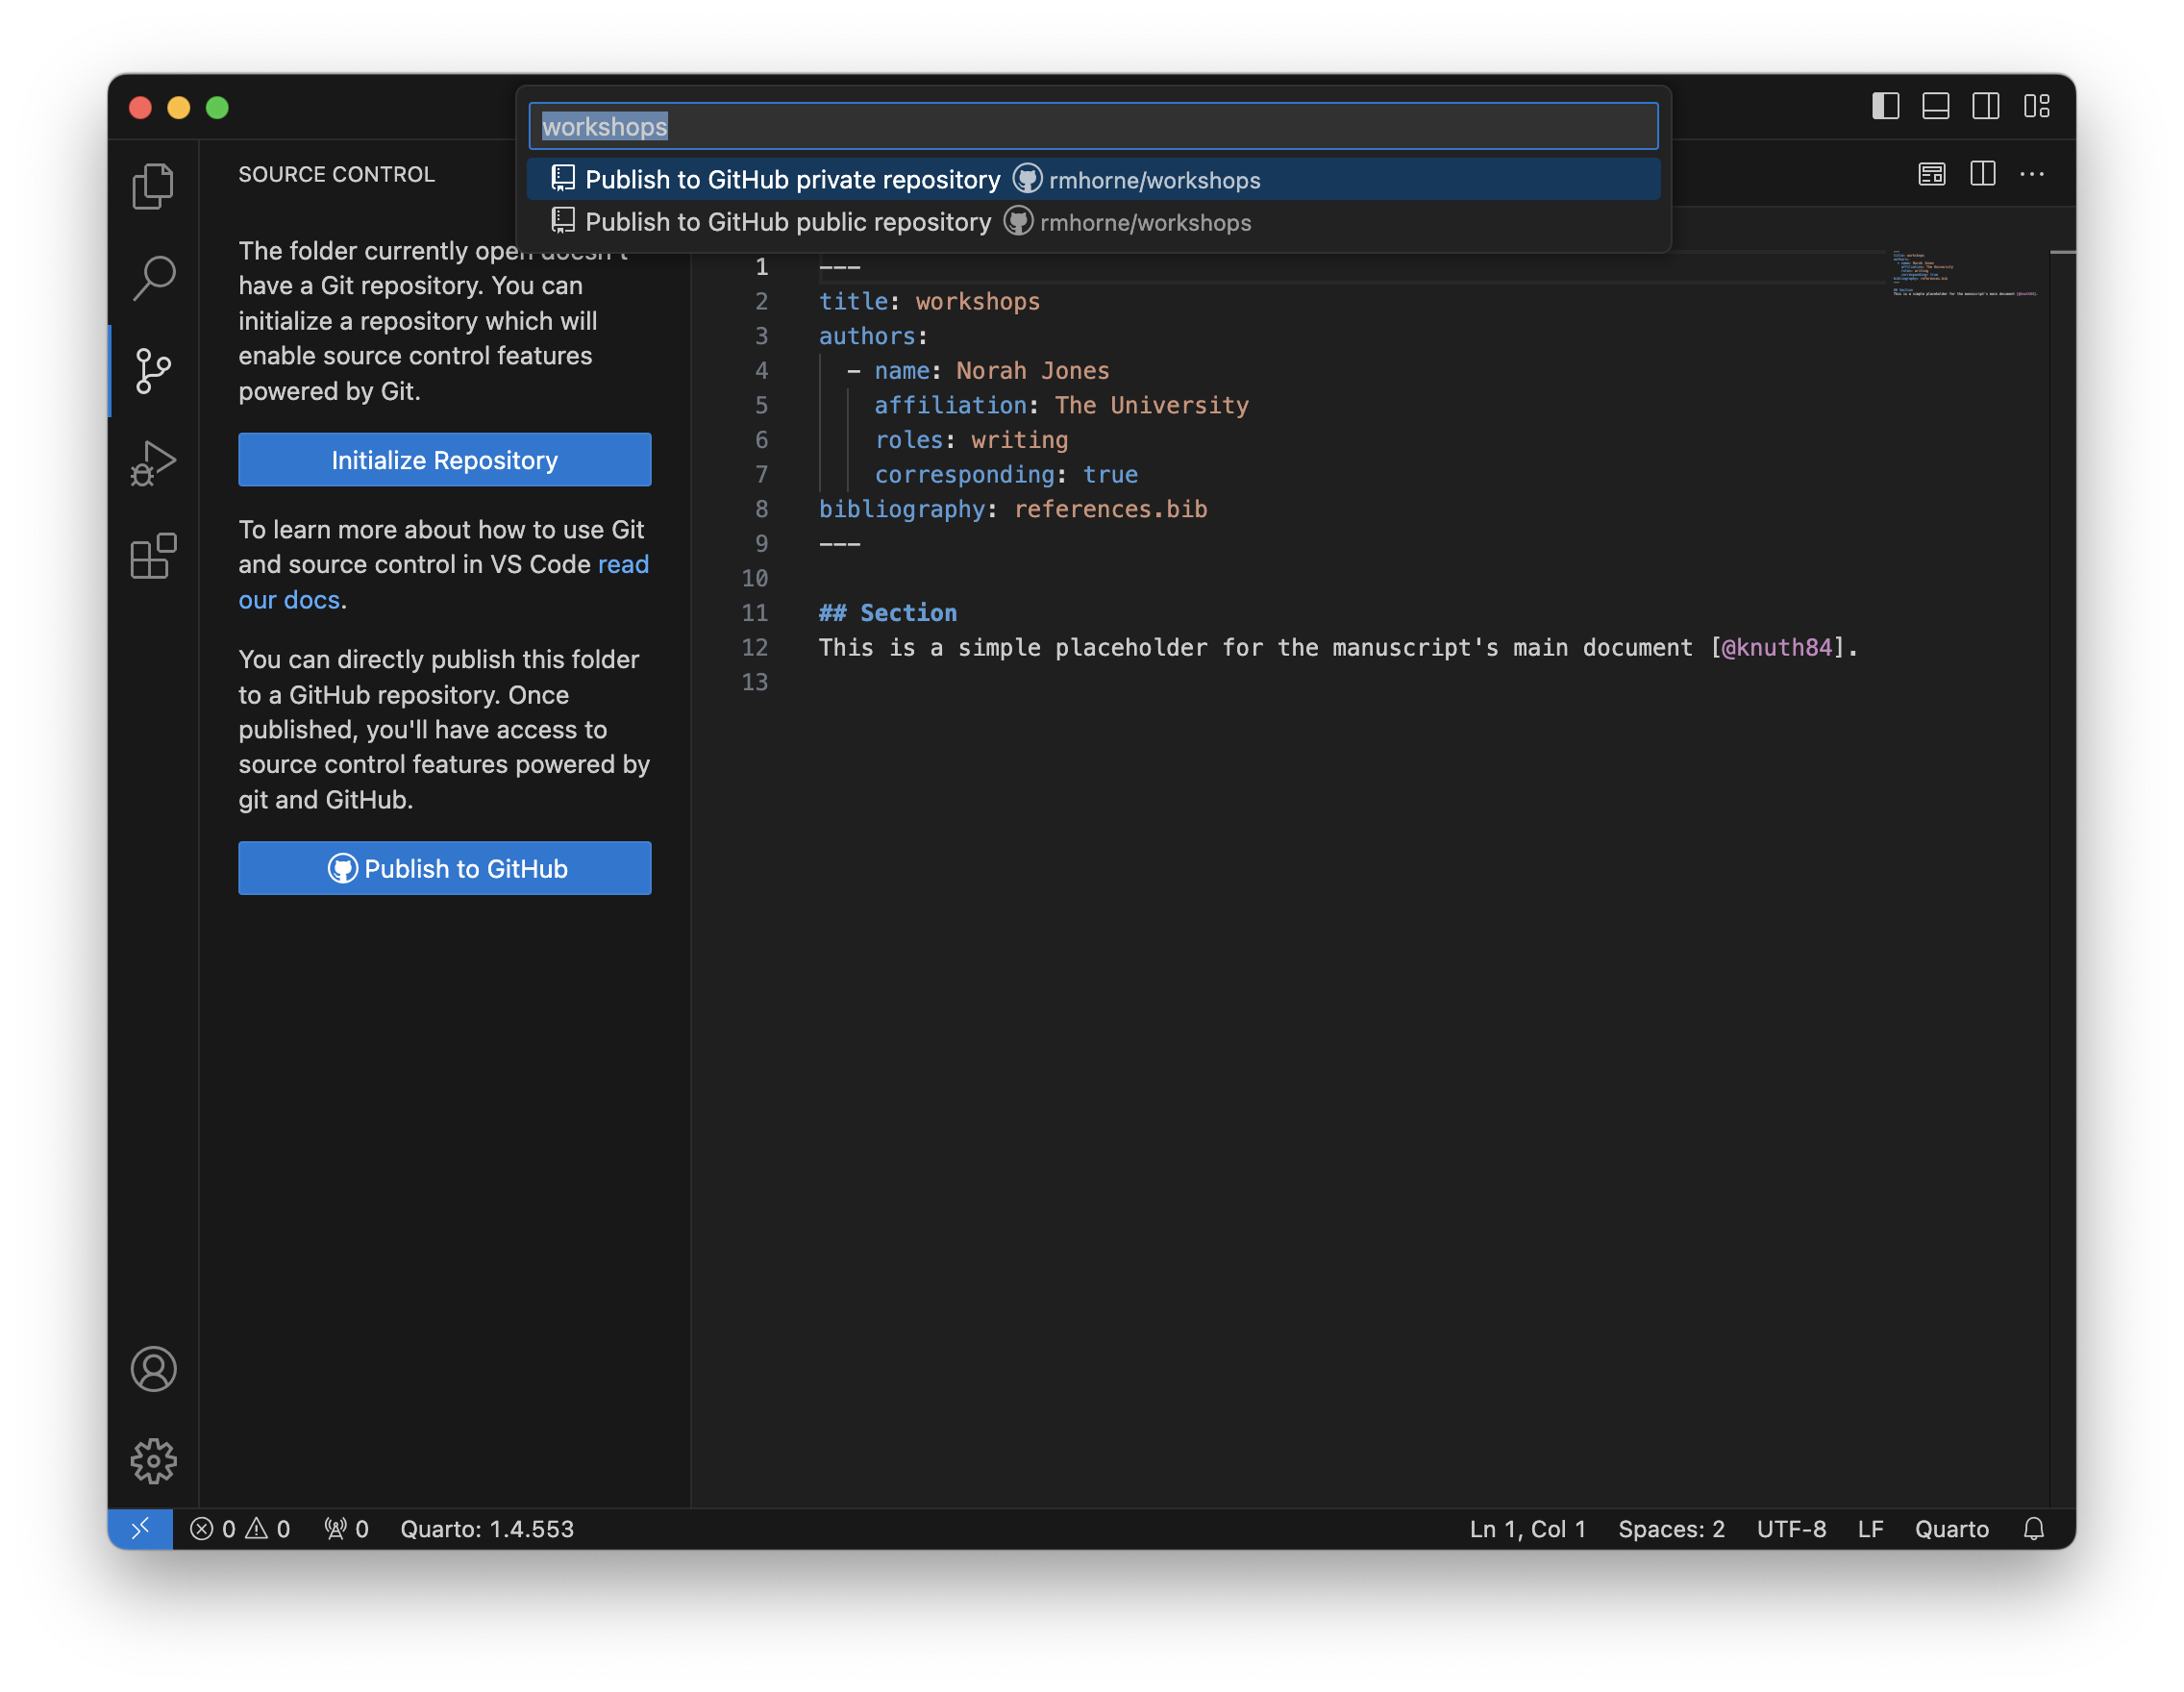 workshops
Publish to GitHub private repository rmhorne/workshops
Publish to GitHub public repository rmhorne/workshops
SOURCE CONTROL
The folder currently open doesn't
have a Git repository. You can
initialize a repository which will
enable source control features
powered by Git.
Initialize Repository
To learn more about how to use Git
and source control in VS Code read
our docs.
You can directly publish this folder
to a GitHub repository. Once
published, you'll have access to
source control features powered by
git and GitHub.
Publish to GitHub
1 ---
2 title: workshops
3 authors:
4 - name: Norah Jones
5 affiliation: The University
6 roles: writing
7 corresponding: true
8 bibliography: references.bib
9 ---
10
11 ## Section
12 This is a simple placeholder for the manuscript's main document [@knuth84].
13
0 0 0 Quarto: 1.4.553 Ln 1, Col 1 Spaces: 2 UTF-8 LF Quarto